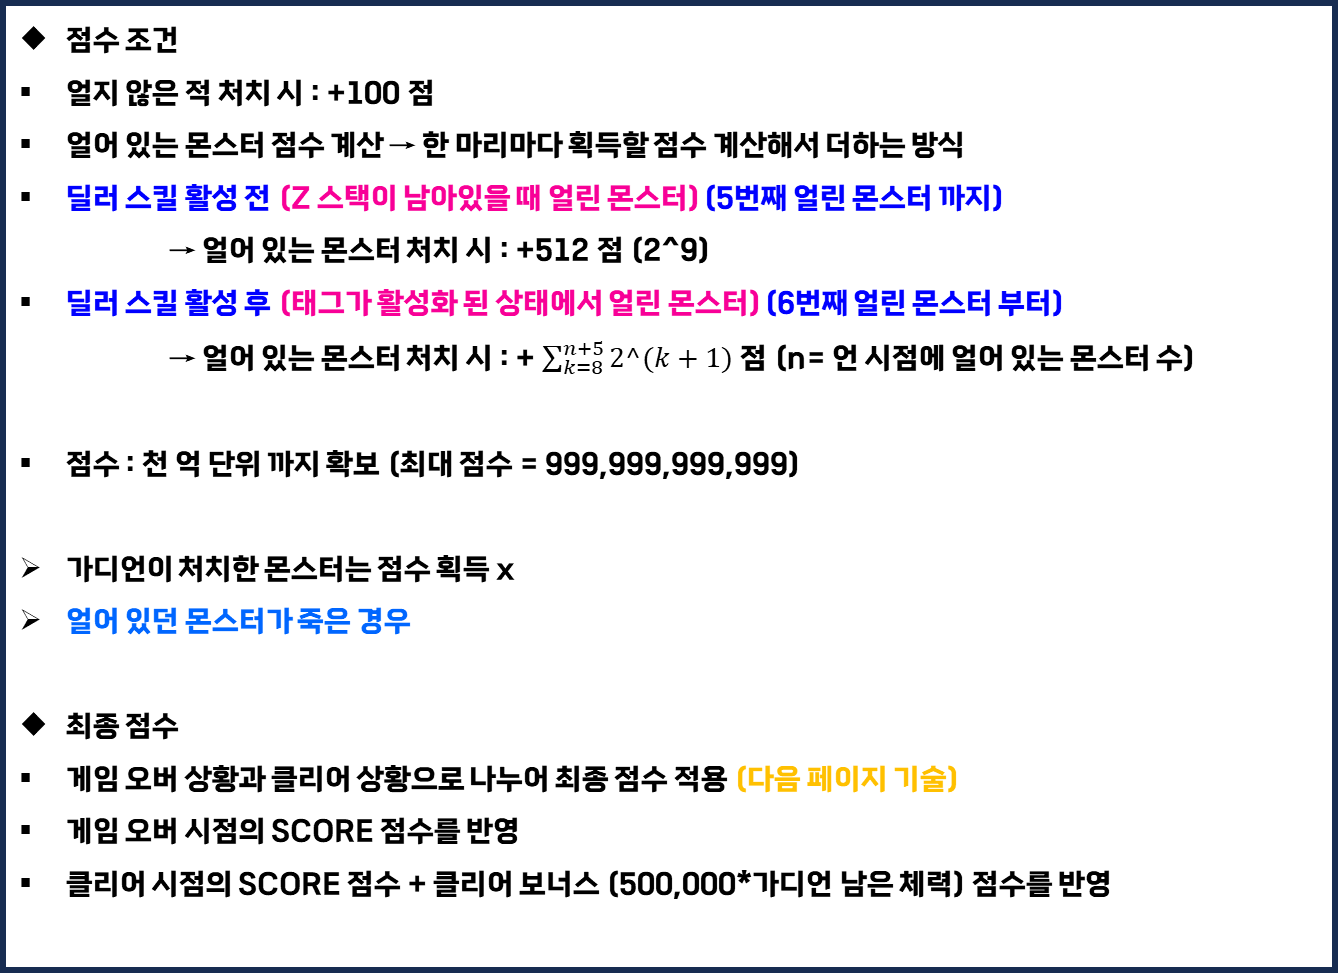 ◆ 점수 조건
▪ 얼지 않은 적 처치 시 : +100 점
▪ 얼어 있는 몬스터 점수 계산 → 한 마리마다 획득할 점수 계산해서 더하는 방식
▪ 딜러 스킬 활성 전 (Z 스택이 남아있을 때 얼린 몬스터) (5번째 얼린 몬스터 까지)
→ 얼어 있는 몬스터 처치 시 : +512 점 (2^9)
▪ 딜러 스킬 활성 후 (태그가 활성화 된 상태에서 얼린 몬스터) (6번째 얼린 몬스터 부터)
→ 얼어 있는 몬스터 처치 시 : + ∑_{k=8}^{n+5} 2^(k + 1) 점 (n= 언 시점에 얼어 있는 몬스터 수)
▪ 점수 : 천 억 단위 까지 확보 (최대 점수 = 999,999,999,999)
➢ 가디언이 처치한 몬스터는 점수 획득 x
➢ 얼어 있던 몬스터가 죽은 경우
◆ 최종 점수
▪ 게임 오버 상황과 클리어 상황으로 나누어 최종 점수 적용 (다음 페이지 기술)
▪ 게임 오버 시점의 SCORE 점수를 반영
▪ 클리어 시점의 SCORE 점수 + 클리어 보너스 (500,000*가디언 남은 체력) 점수를 반영